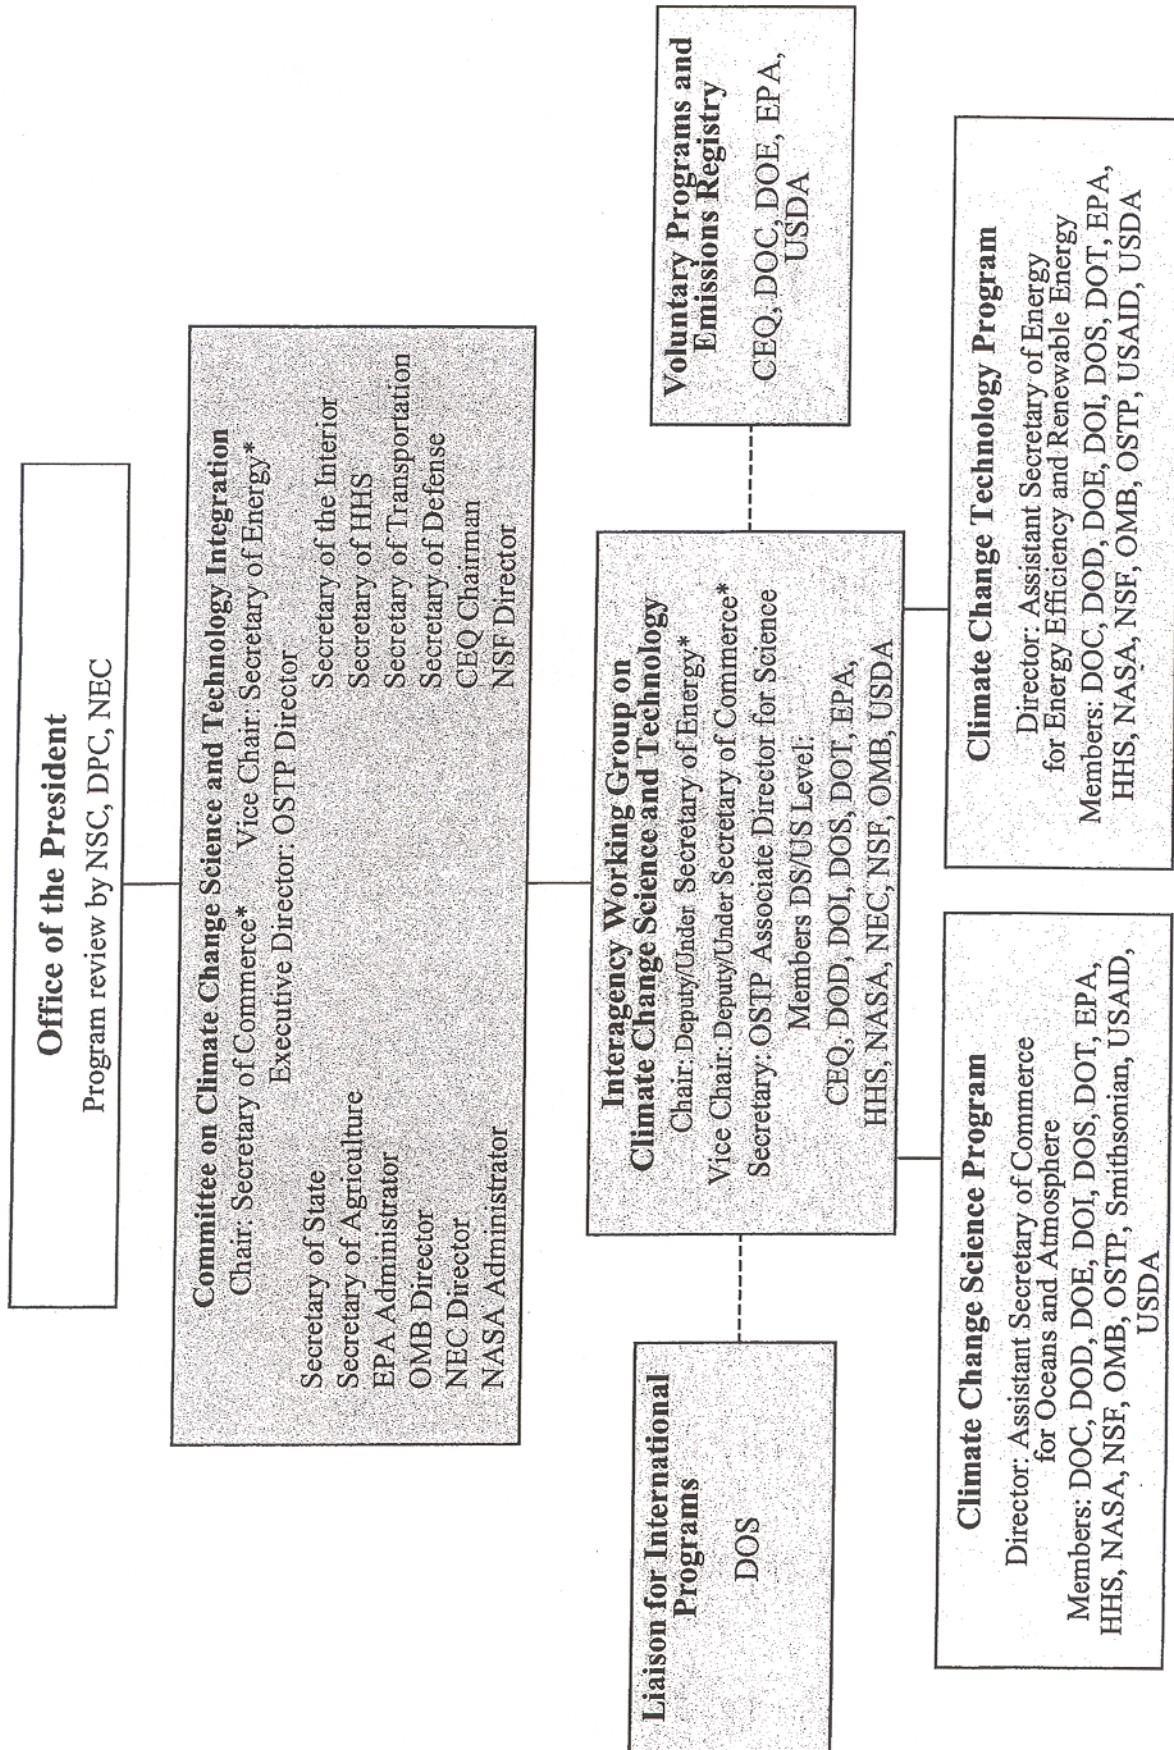 Office of the President
Program review by NSC, DPC, NEC
Committee on Climate Change Science and Technology Integration
Chair: Secretary of Commerce* Vice Chair: Secretary of Energy*
Executive Director: OSTP Director
Secretary of State
Secretary of Agriculture
EPA Administrator
OMB Director
NEC Director
NASA Administrator
Secretary of the Interior
Secretary of HHS
Secretary of Transportation
Secretary of Defense
CEQ Chairman
NSF Director
Liaison for International
Programs
DOS
Interagency Working Group on
Climate Change Science and Technology
Chair: Deputy/Under Secretary of Energy*
Vice Chair: Deputy/Under Secretary of Commerce*
Secretary: OSTP Associate Director for Science
Members DS/US Level:
CEQ, DOD, DOI, DOS, DOT, EPA,
HHS, NASA, NEC, NSF, OMB, USDA
Voluntary Programs and
Emissions Registry
CEQ, DOC, DOE, EPA,
USDA
Climate Change Science Program
Director: Assistant Secretary of Commerce
for Oceans and Atmosphere
Members: DOC, DOD, DOE, DOI, DOS, DOT, EPA,
HHS, NASA, NSF, OMB, OSTP, Smithsonian, USAID,
USDA
Climate Change Technology Program
Director: Assistant Secretary of Energy
for Energy Efficiency and Renewable Energy
Members: DOC, DOD, DOE, DOI, DOS, DOT, EPA,
HHS, NASA, NSF, OMB, OSTP, USAID, USDA